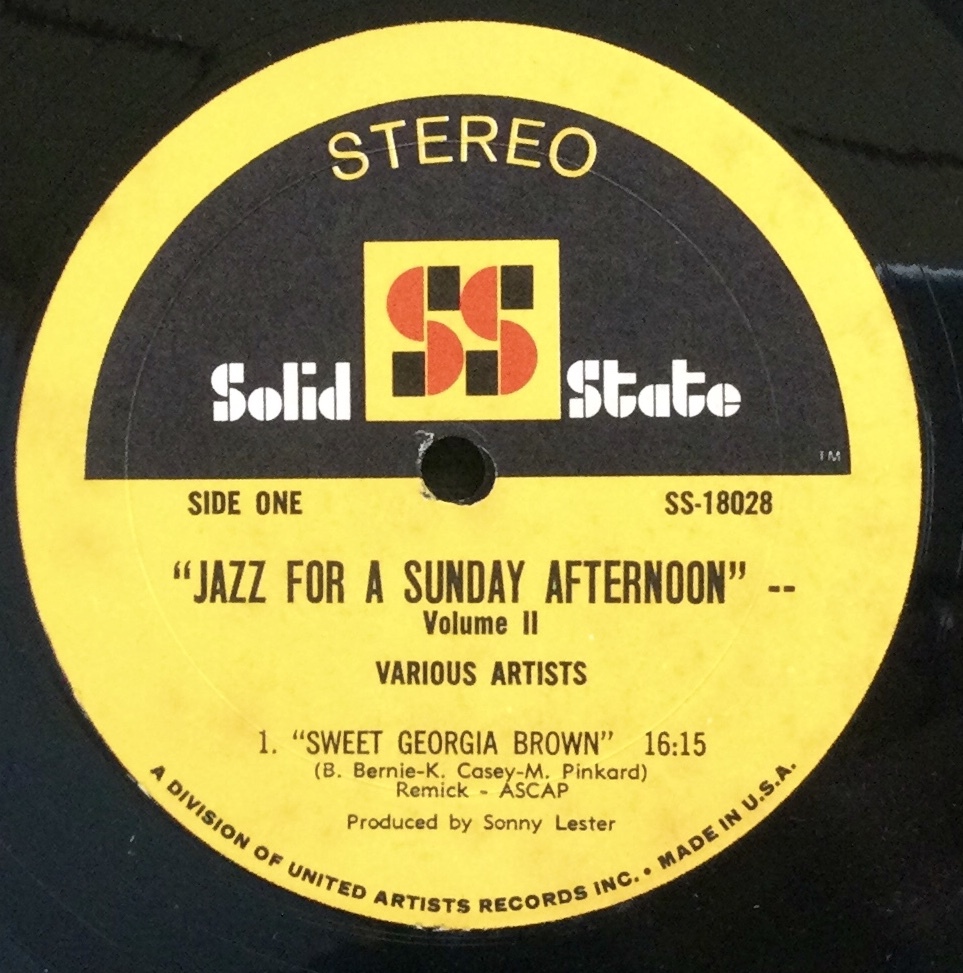 STEREO
SS
Solid State
TM
SIDE ONE SS-18028
“JAZZ FOR A SUNDAY AFTERNOON” --
Volume II
VARIOUS ARTISTS
1. “SWEET GEORGIA BROWN” 16:15
(B. Bernie-K. Casey-M. Pinkard)
Remick - ASCAP
Produced by Sonny Lester
A DIVISION OF UNITED ARTISTS RECORDS INC. • MADE IN U.S.A.